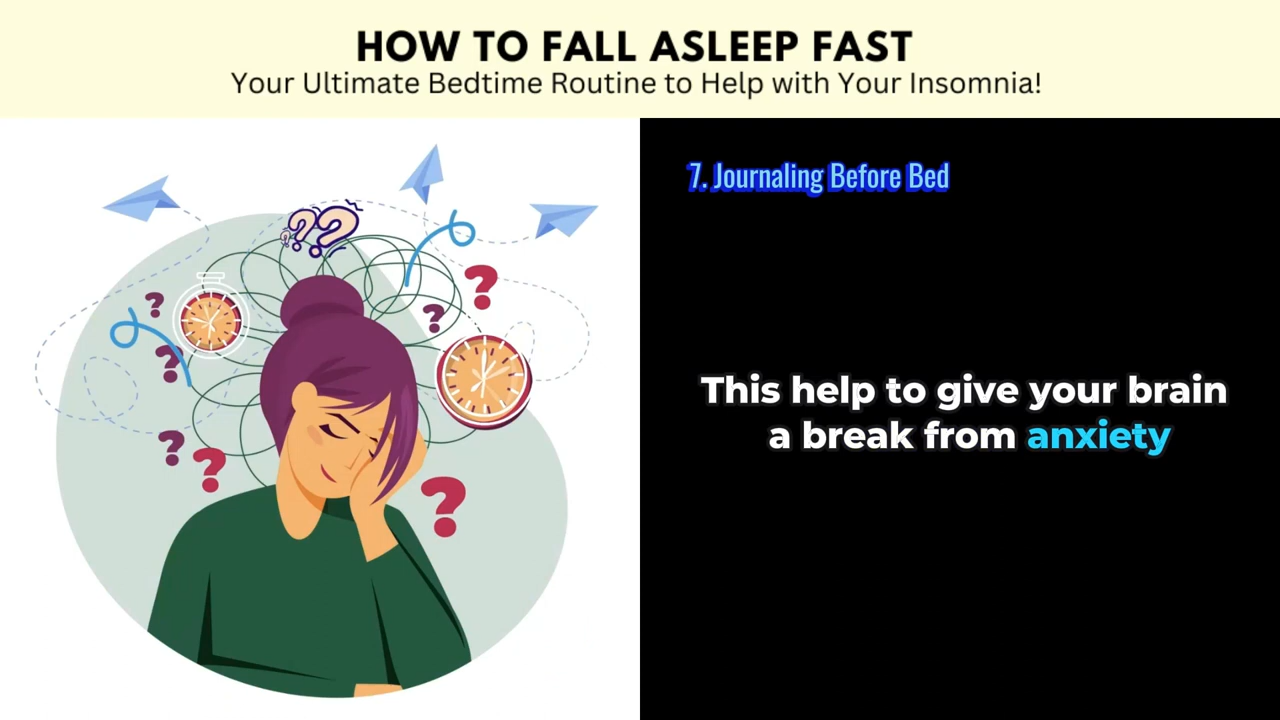 HOW TO FALL ASLEEP FAST
Your Ultimate Bedtime Routine to Help with Your Insomnia!
7. Journaling Before Bed
This help to give your brain
a break from anxiety
??
?
?
?
?
?
?
?
?